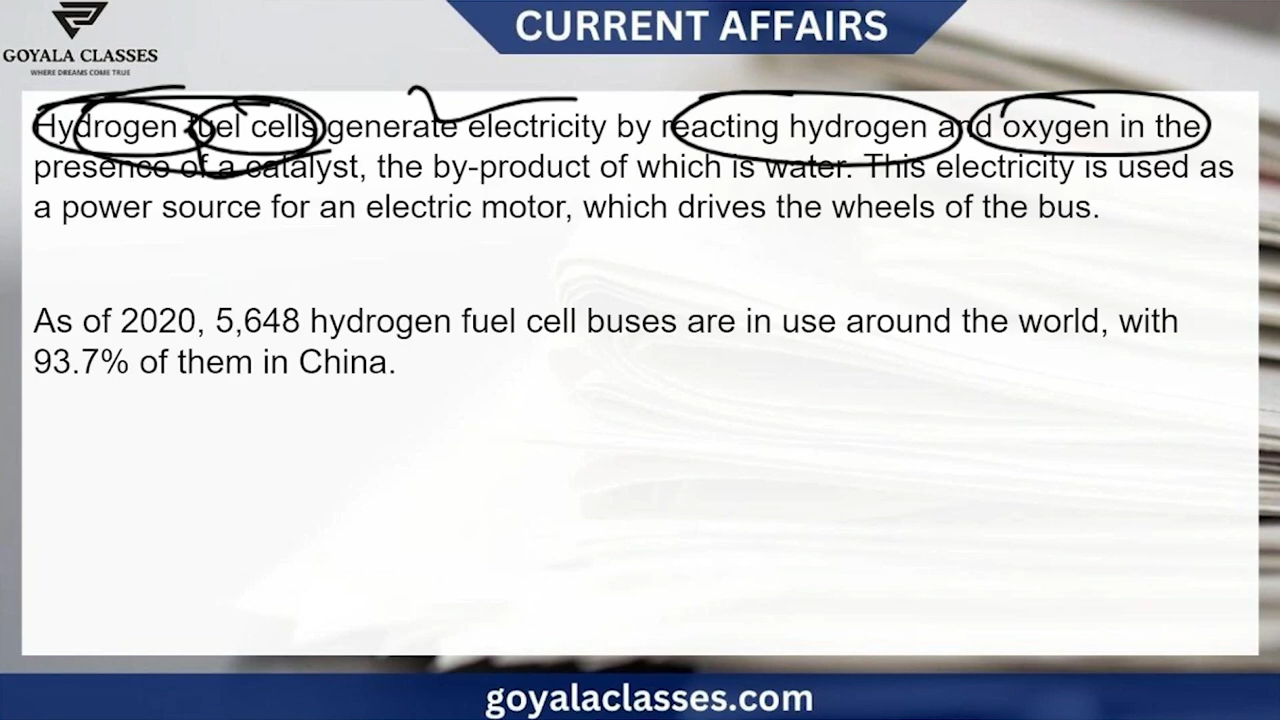 GOYALA CLASSES
WHERE DREAMS COME TRUE
CURRENT AFFAIRS
Hydrogen fuel cells generate electricity by reacting hydrogen and oxygen in the
presence of a catalyst, the by-product of which is water. This electricity is used as
a power source for an electric motor, which drives the wheels of the bus.
As of 2020, 5,648 hydrogen fuel cell buses are in use around the world, with
93.7% of them in China.
goyalaclasses.com